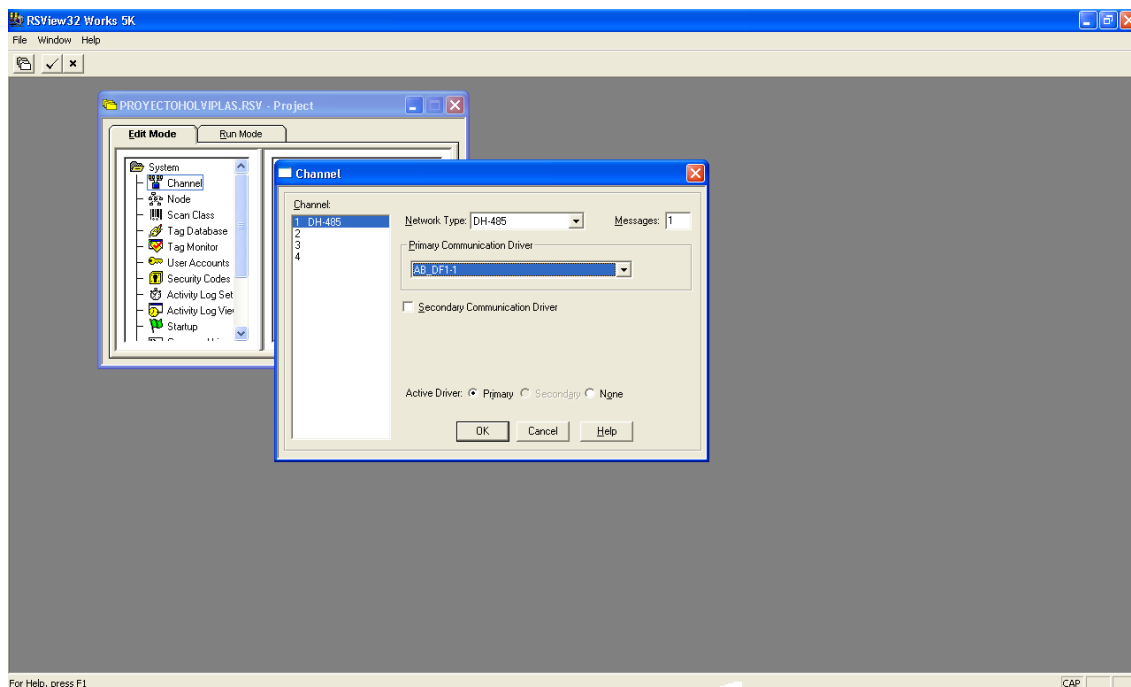 RSView32 Works 5K
File Window Help
PROYECTOHOLVIPLAS.RSV - Project
Edit Mode Run Mode
System
Channel
Node
Scan Class
Tag Database
Tag Monitor
User Accounts
Security Codes
Activity Log Set
Activity Log Vie
Startup
Channel
Channel:
1 DH-485
2
3
4
Network Type: DH-485
Messages: 1
Primary Communication Driver
AB_DF1-1
Secondary Communication Driver
Active Driver: Primary Secondary None
OK Cancel Help
For Help, press F1
CAP